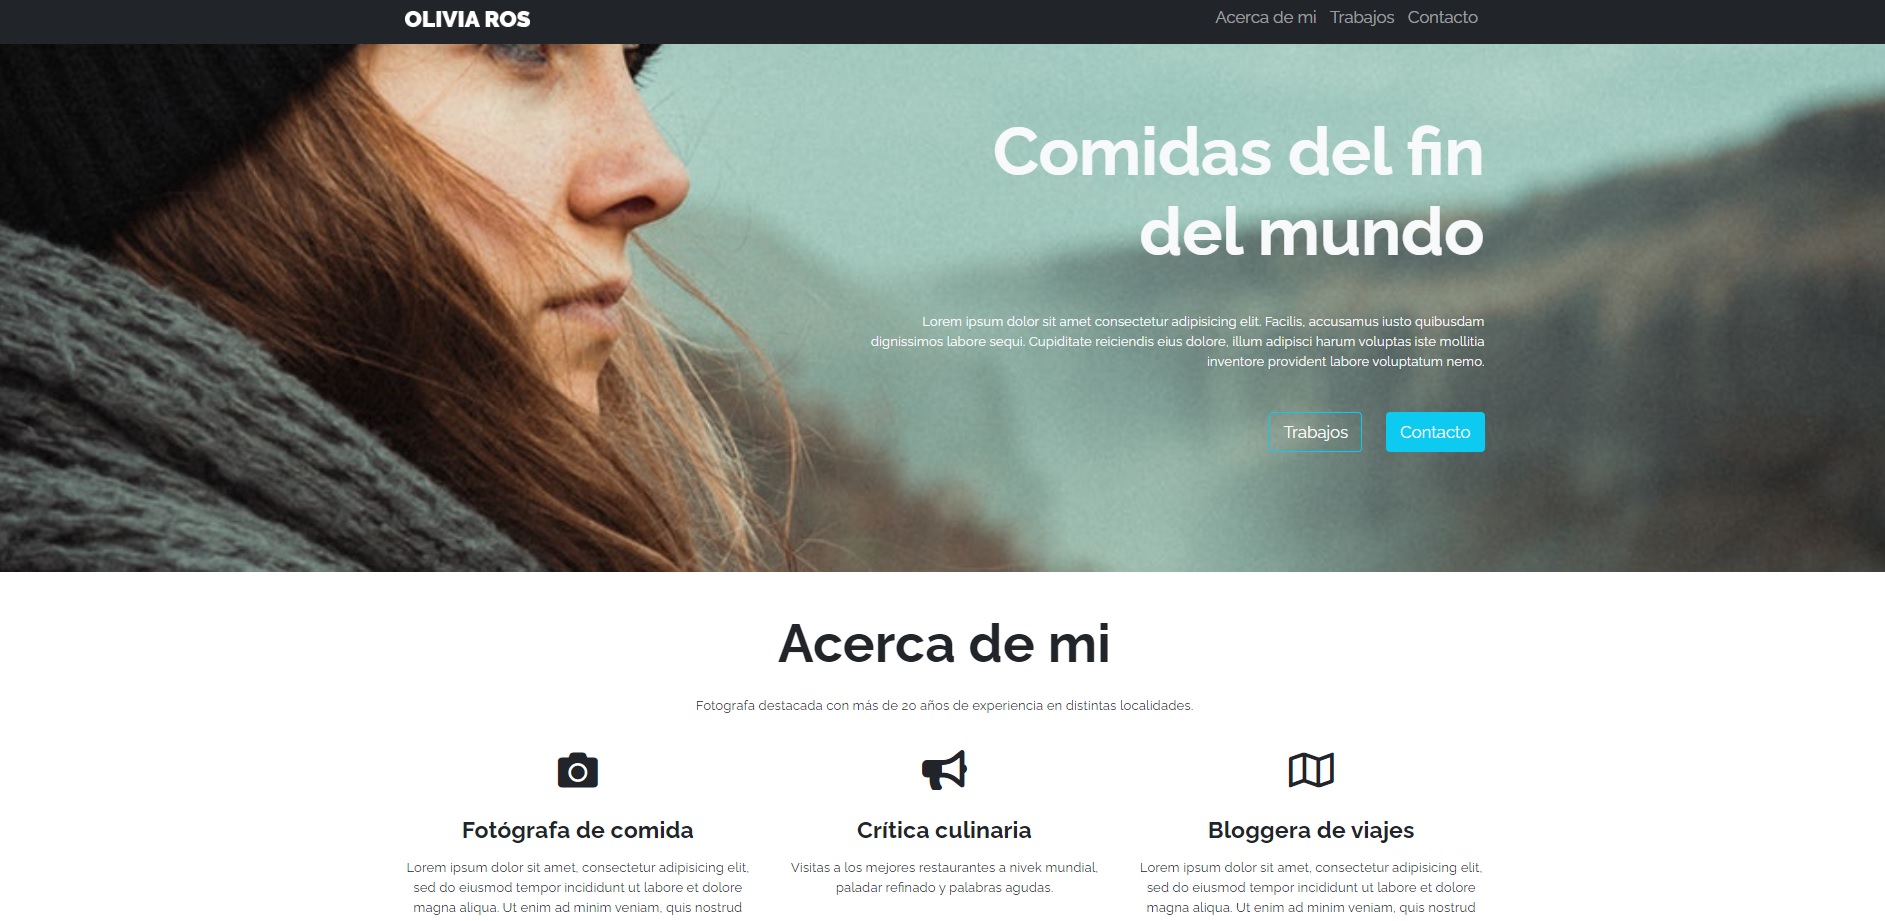 OLIVIA ROS
Acerca de mi Trabajos Contacto
Comidas del fin
del mundo
Lorem ipsum dolor sit amet consectetur adipisicing elit. Facilis, accusamus iusto quibusdam
dignissimos labore sequi. Cupiditate reiciendis eius dolore, illum adipisci harum voluptas iste mollitia
inventore provident labore voluptatum nemo.
Trabajos Contacto
Acerca de mi
Fotografa destacada con más de 20 años de experiencia en distintas localidades.
Fotógrafa de comida
Lorem ipsum dolor sit amet, consectetur adipisicing elit,
sed do eiusmod tempor incididunt ut labore et dolore
magna aliqua. Ut enim ad minim veniam, quis nostrud
Crítica culinaria
Visitas a los mejores restaurantes a nivek mundial,
paladar refinado y palabras agudas.
Bloggera de viajes
Lorem ipsum dolor sit amet, consectetur adipisicing elit,
sed do eiusmod tempor incididunt ut labore et dolore
magna aliqua. Ut enim ad minim veniam, quis nostrud